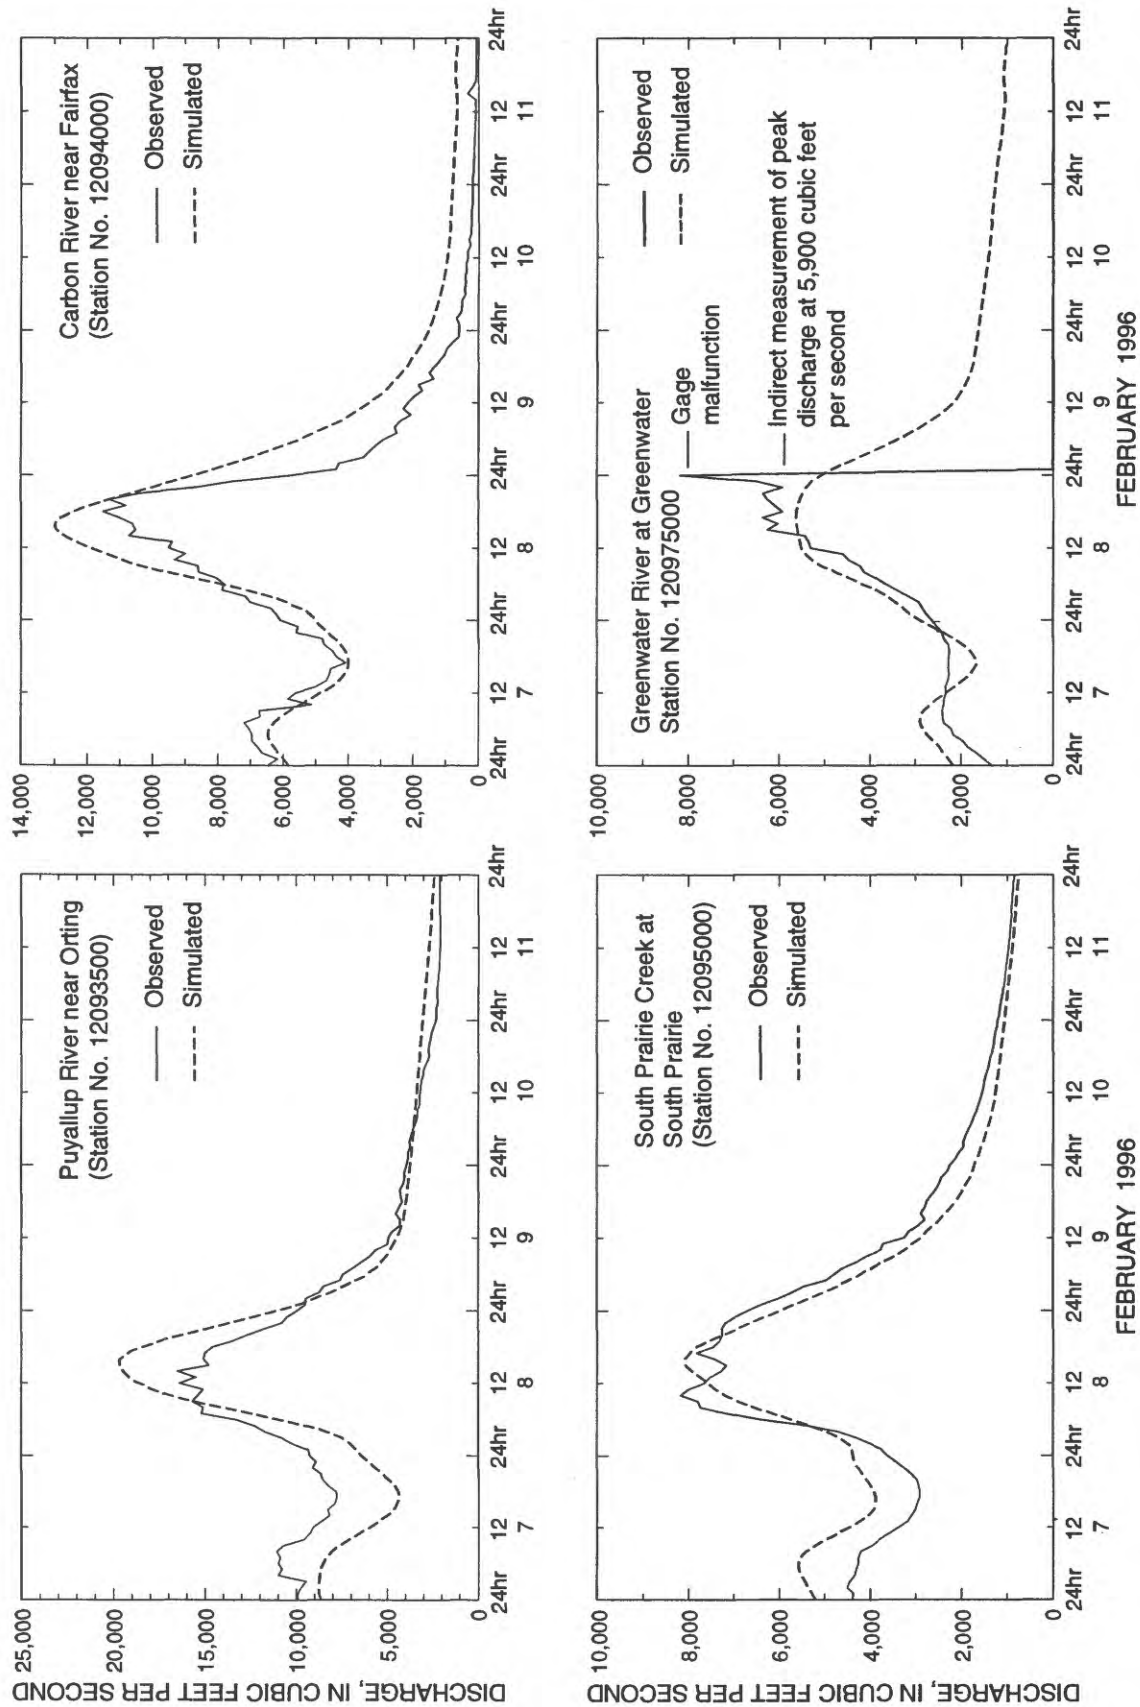 DISCHARGE, IN CUBIC FEET PER SECOND
25,000
20,000
15,000
10,000
5,000
0
Puyallup River near Orting
(Station No. 12093500)
Observed
Simulated
24hr 12 24hr 12 24hr 12 24hr 12 24hr 12 24hr
7 8 9 10 11
14,000
12,000
10,000
8,000
6,000
4,000
2,000
0
Carbon River near Fairfax
(Station No. 12094000)
Observed
Simulated
24hr 12 24hr 12 24hr 12 24hr 12 24hr 12 24hr
7 8 9 10 11
DISCHARGE, IN CUBIC FEET PER SECOND
10,000
8,000
6,000
4,000
2,000
0
South Prairie Creek at
South Prairie
(Station No. 12095000)
Observed
Simulated
24hr 12 24hr 12 24hr 12 24hr 12 24hr 12 24hr
7 8 9 10 11
FEBRUARY 1996
10,000
8,000
6,000
4,000
2,000
0
Greenwater River at Greenwater
Station No. 120975000
Observed
Simulated
Gage
malfunction
Indirect measurement of peak
discharge at 5,900 cubic feet
per second
24hr 12 24hr 12 24hr 12 24hr 12 24hr 12 24hr
7 8 9 10 11
FEBRUARY 1996